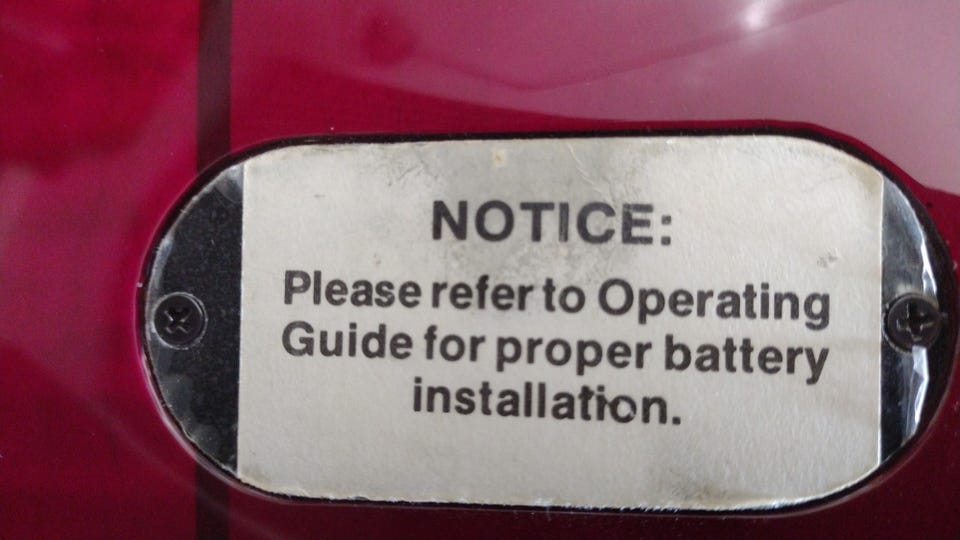 NOTICE:
Please refer to Operating
Guide for proper battery
installation.